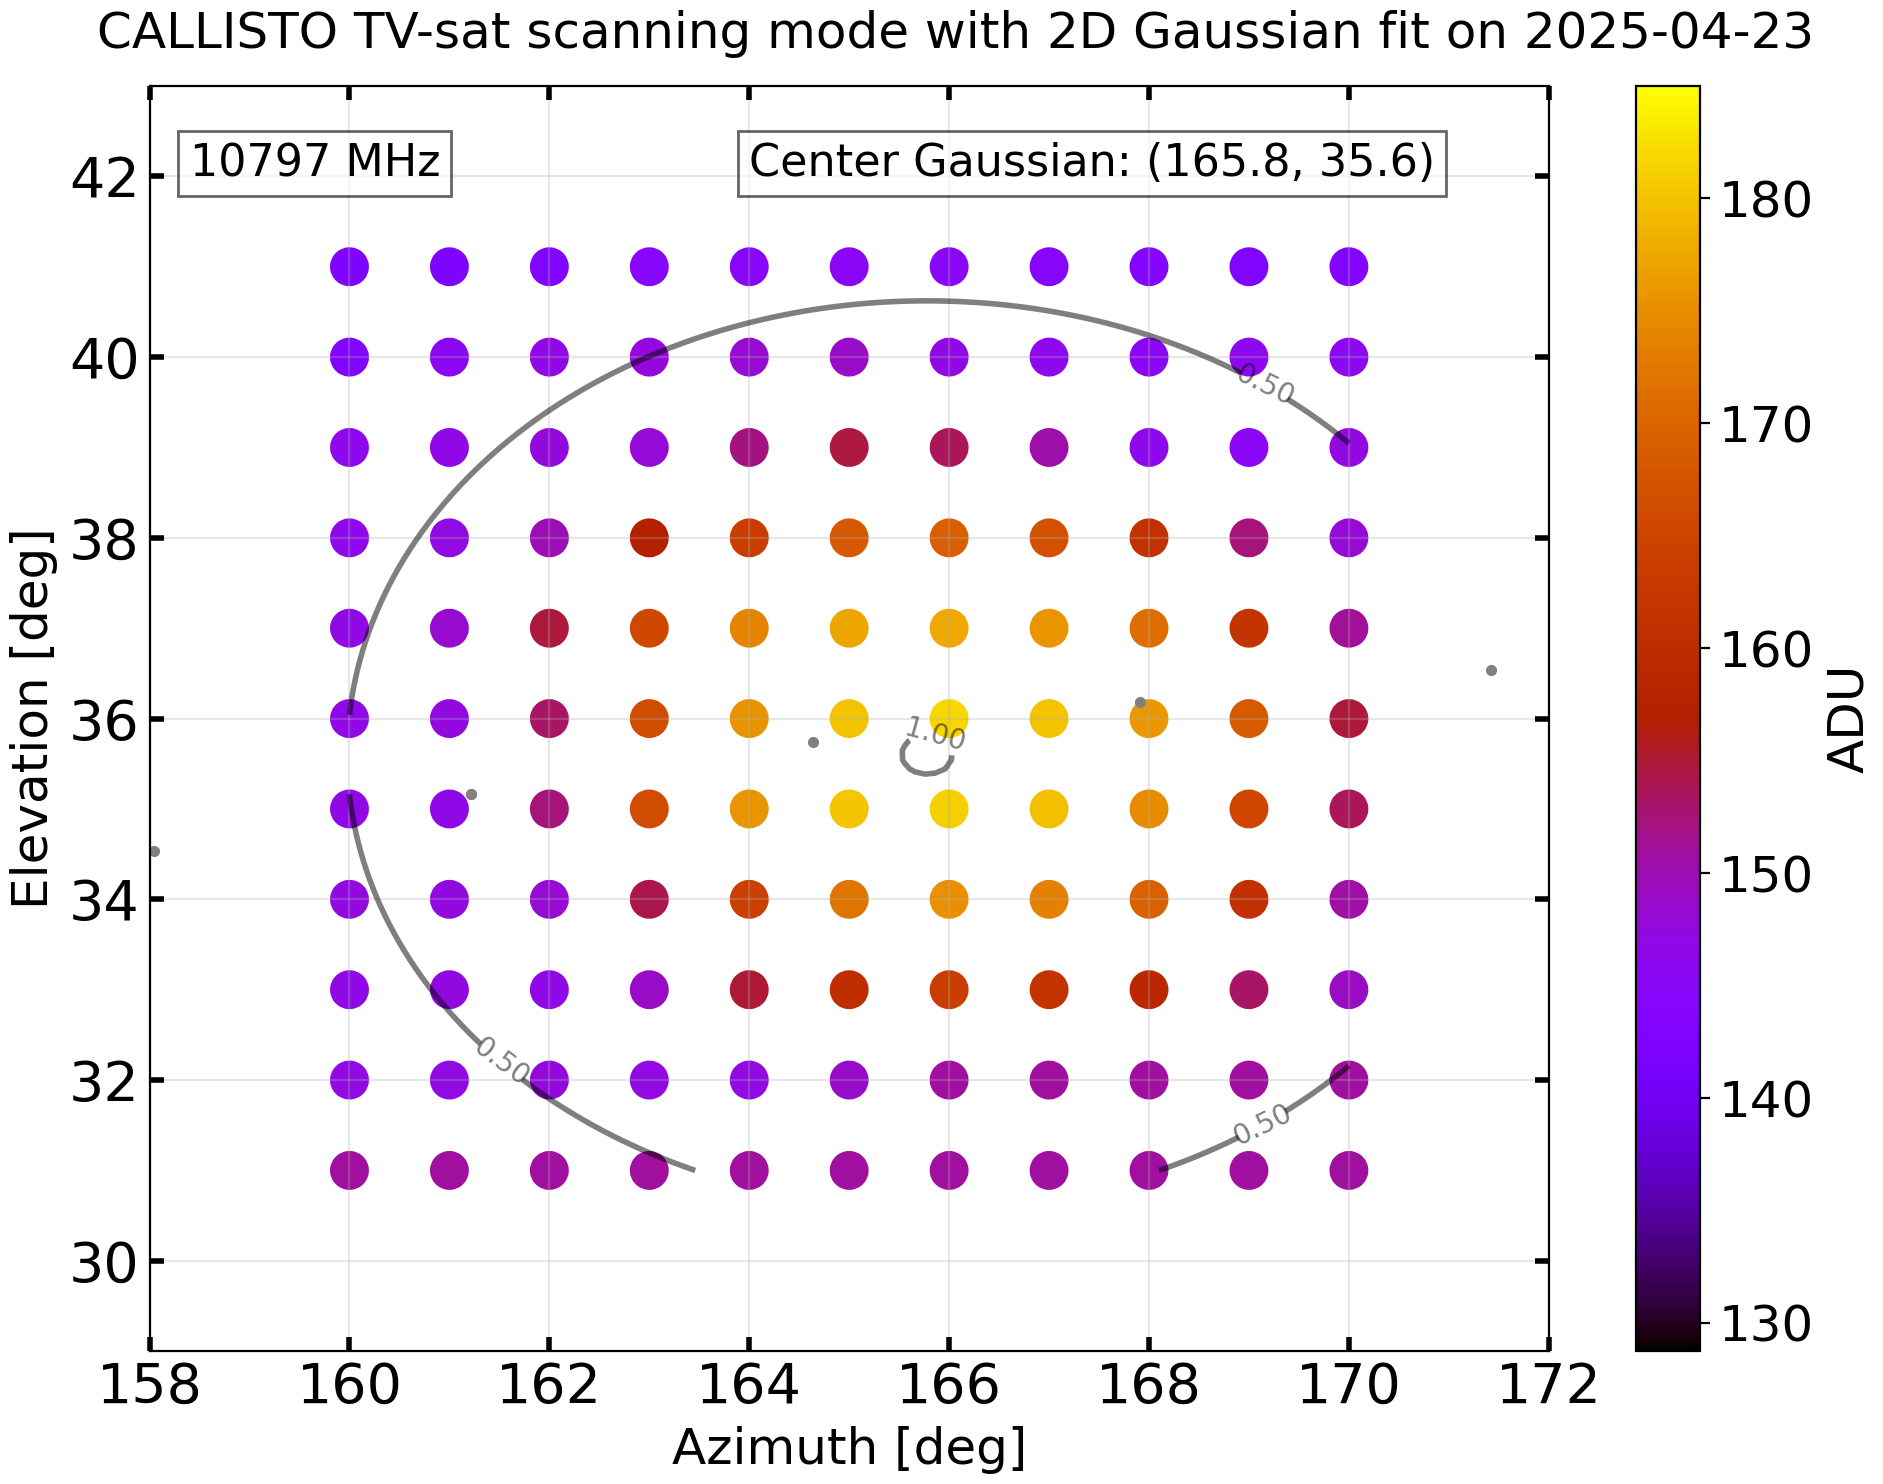 CALLISTO TV-sat scanning mode with 2D Gaussian fit on 2025-04-23
10797 MHz
Center Gaussian: (165.8, 35.6)
42
40
38
36
34
32
30
Elevation [deg]
0.50
1.00
0.50
0.50
158 160 162 164 166 168 170 172
Azimuth [deg]
180
170
160
150
140
130
ADU